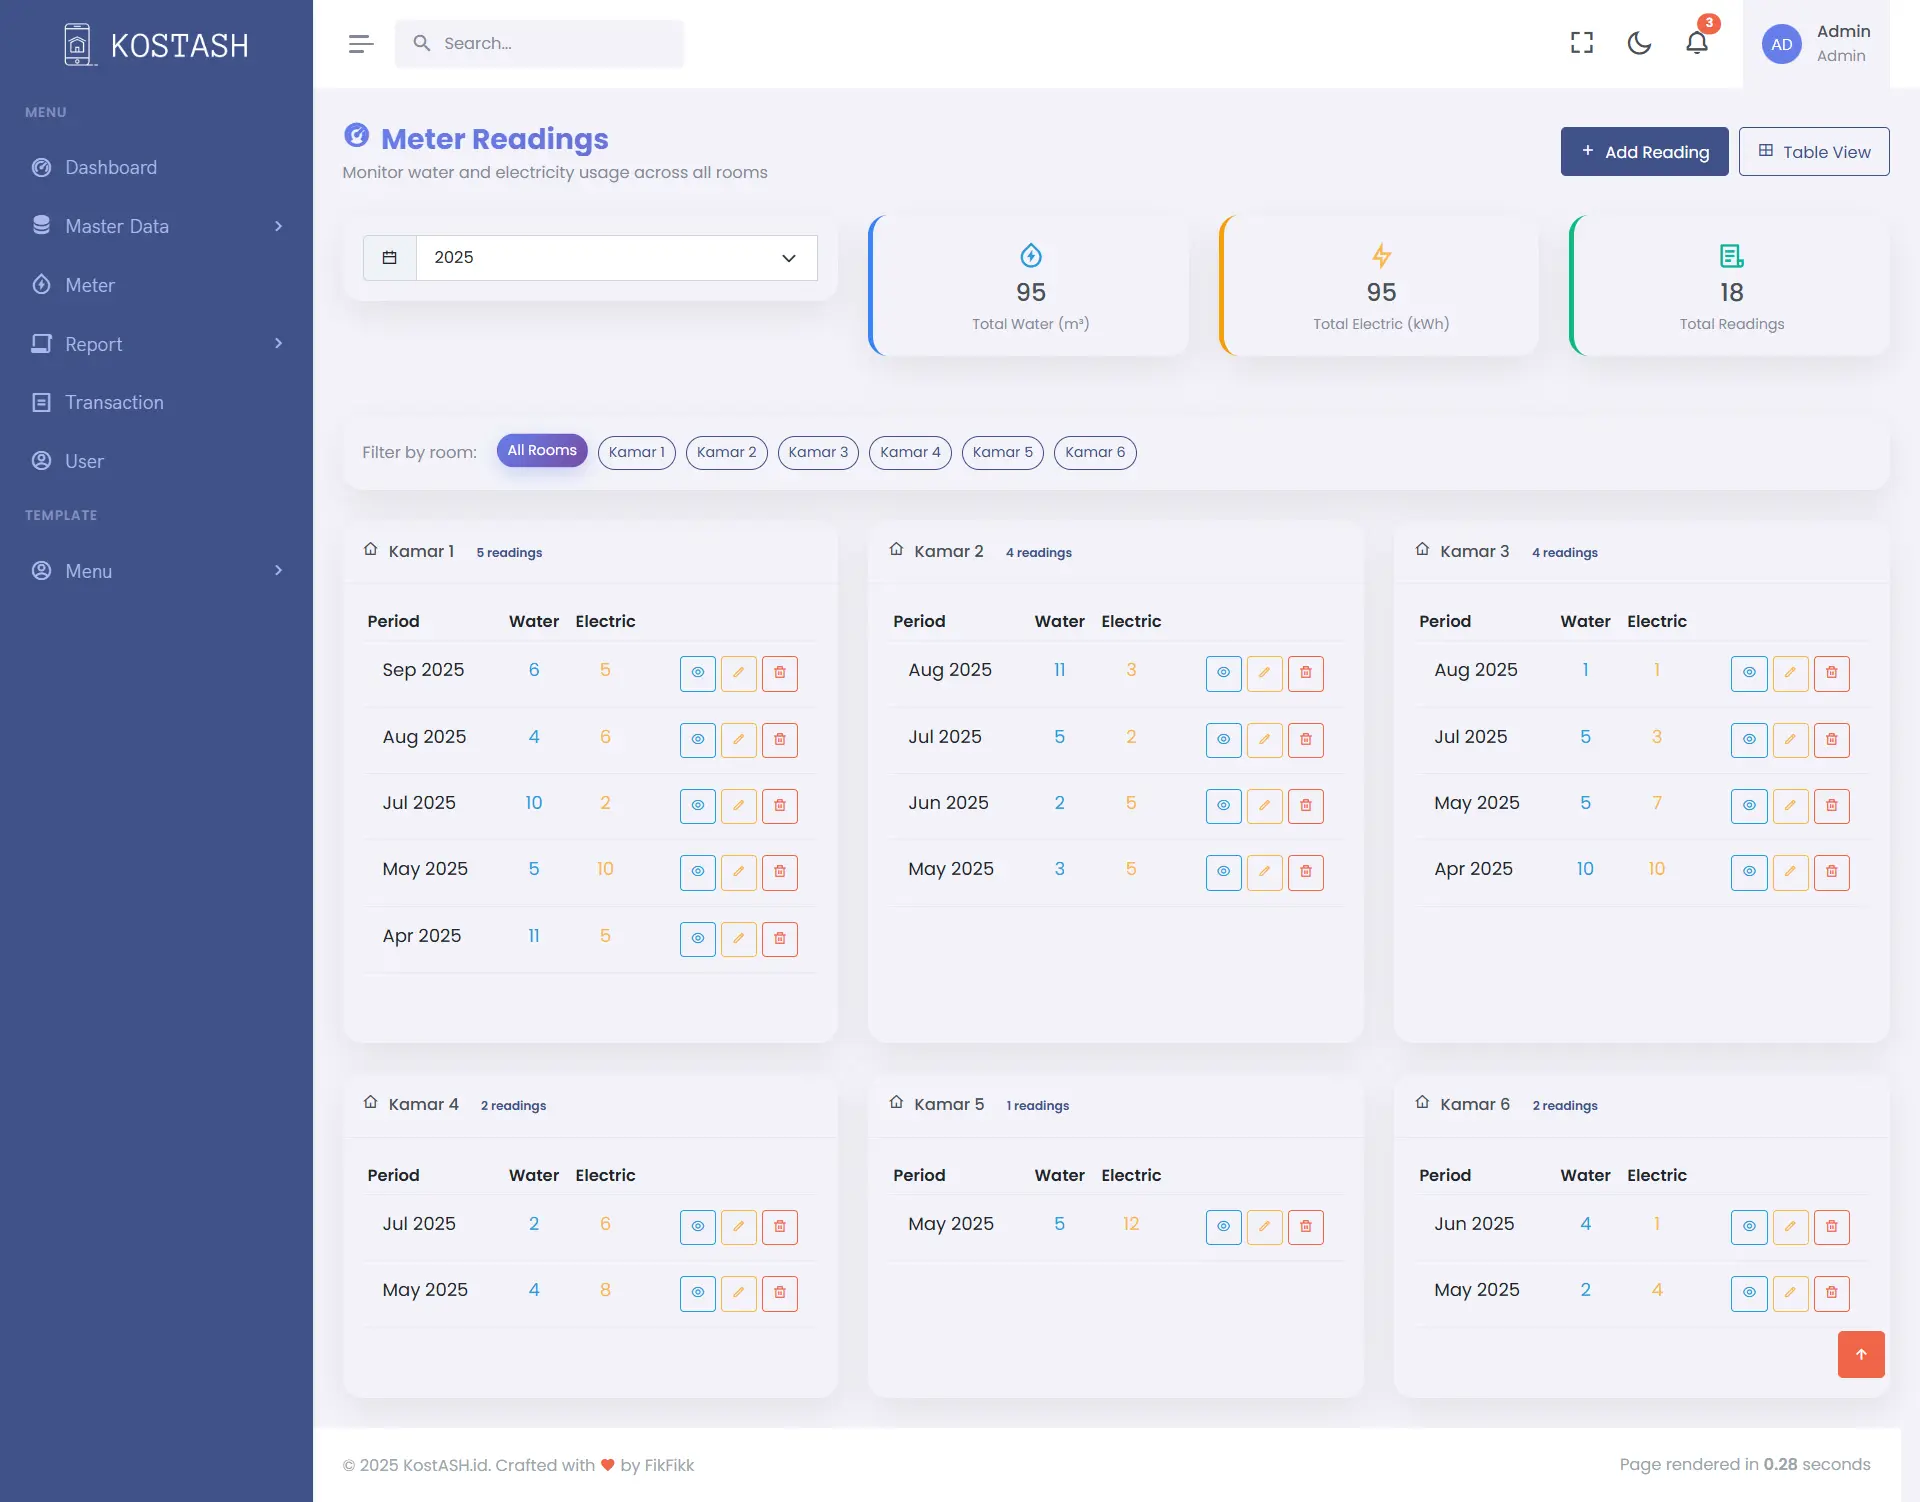 KOSTASH
MENU
Dashboard
Master Data
Meter
Report
Transaction
User
TEMPLATE
Menu
Search...
3
AD
Admin
Admin
Meter Readings
Monitor water and electricity usage across all rooms
+ Add Reading
Table View
2025
95
Total Water (m³)
95
Total Electric (kWh)
18
Total Readings
Filter by room: All Rooms Kamar 1 Kamar 2 Kamar 3 Kamar 4 Kamar 5 Kamar 6
Kamar 1 5 readings
Period Water Electric
Sep 2025 6 5
Aug 2025 4 6
Jul 2025 10 2
May 2025 5 10
Apr 2025 11 5
Kamar 2 4 readings
Period Water Electric
Aug 2025 11 3
Jul 2025 5 2
Jun 2025 2 5
May 2025 3 5
Kamar 3 4 readings
Period Water Electric
Aug 2025 1 1
Jul 2025 5 3
May 2025 5 7
Apr 2025 10 10
Kamar 4 2 readings
Period Water Electric
Jul 2025 2 6
May 2025 4 8
Kamar 5 1 readings
Period Water Electric
May 2025 5 12
Kamar 6 2 readings
Period Water Electric
Jun 2025 4 1
May 2025 2 4
© 2025 KostASH.id. Crafted with ❤ by FikFikk
Page rendered in 0.28 seconds